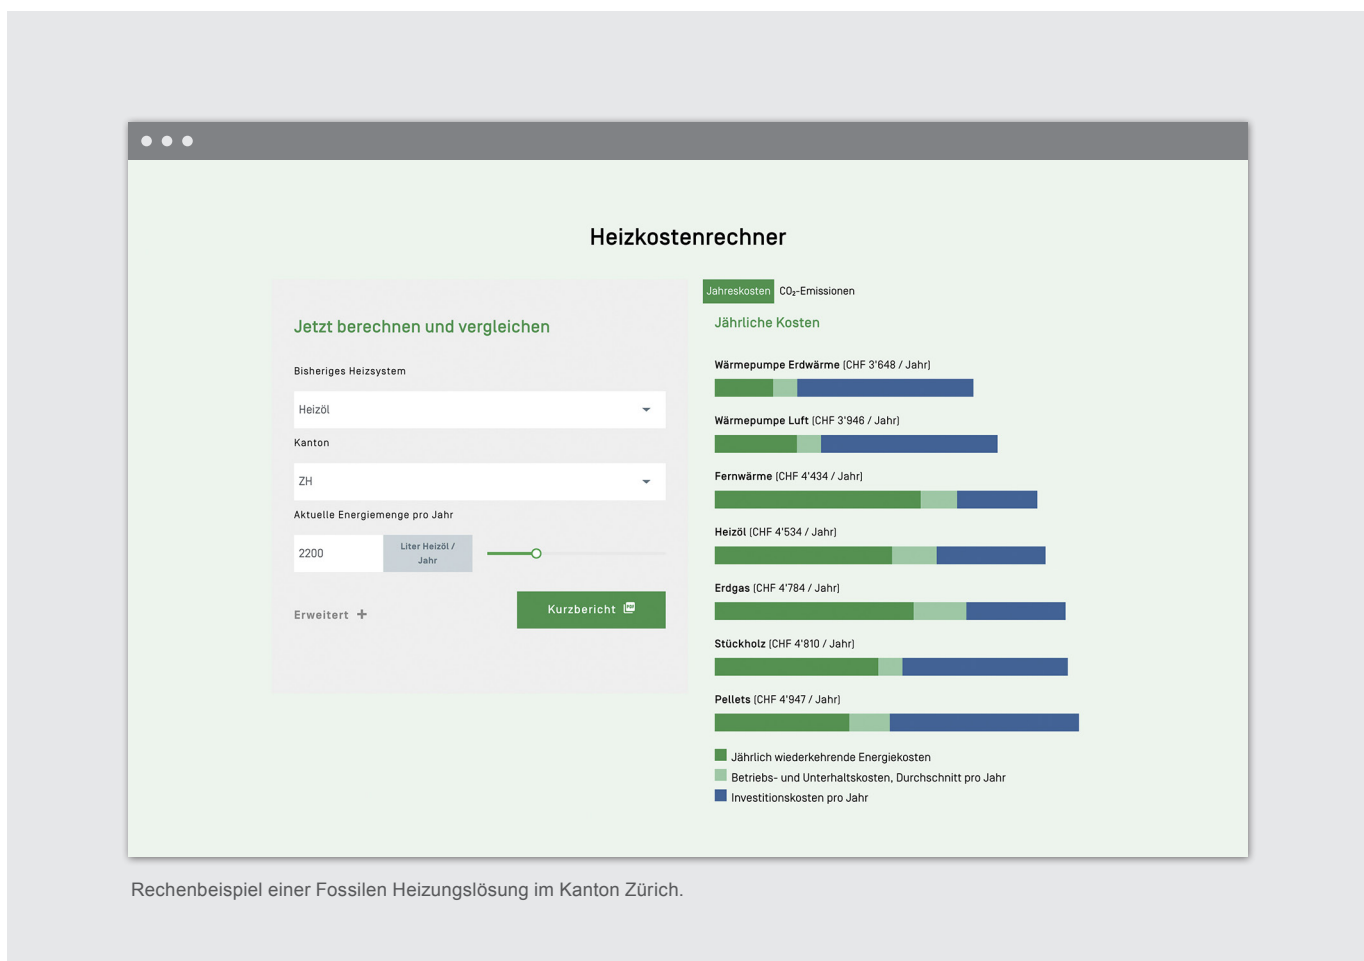 Heizkostenrechner
Jetzt berechnen und vergleichen
Bisheriges Heizsystem
Heizöl
Kanton
ZH
Aktuelle Energiemenge pro Jahr
2200
Liter Heizöl /
Jahr
Erweitert +
Kurzbericht PDF
Jahreskosten CO₂-Emissionen
Jährliche Kosten
Wärmepumpe Erdwärme (CHF 3'648 / Jahr)
Wärmepumpe Luft (CHF 3'946 / Jahr)
Fernwärme (CHF 4'434 / Jahr)
Heizöl (CHF 4'534 / Jahr)
Erdgas (CHF 4'784 / Jahr)
Stückholz (CHF 4'810 / Jahr)
Pellets (CHF 4'947 / Jahr)
Jährlich wiederkehrende Energiekosten
Betriebs- und Unterhaltskosten, Durchschnitt pro Jahr
Investitionskosten pro Jahr
Rechenbeispiel einer Fossilen Heizungslösung im Kanton Zürich.